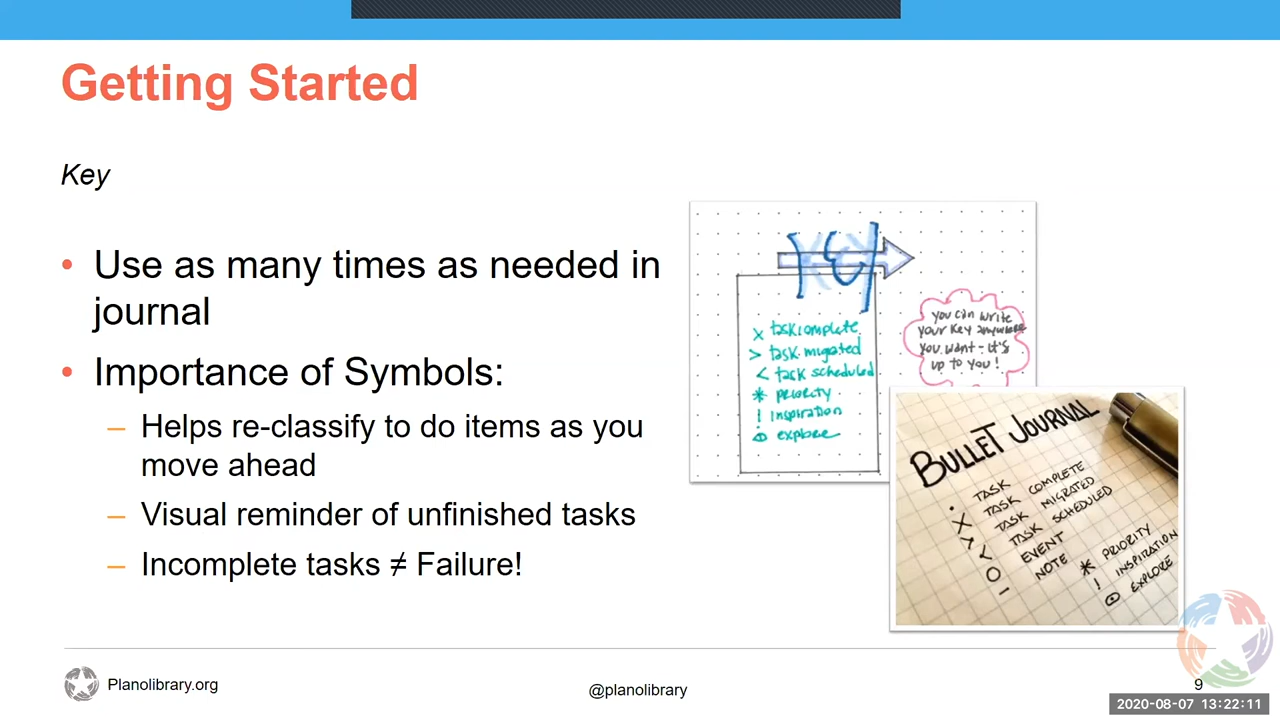 Getting Started
Key
• Use as many times as needed in
journal
• Importance of Symbols:
– Helps re-classify to do items as you
move ahead
– Visual reminder of unfinished tasks
– Incomplete tasks ≠ Failure!
KEY
x task complete
> task migrated
< task scheduled
* priority
! inspiration
explore
you can write
your key anywhere
you want - it's
up to you!
BULLET JOURNAL
• TASK
X TASK COMPLETE
> TASK MIGRATED
< TASK SCHEDULED
O EVENT
– NOTE
* PRIORITY
! INSPIRATION
EXPLORE
Planolibrary.org
@planolibrary
9
2020-08-07 13:22:11